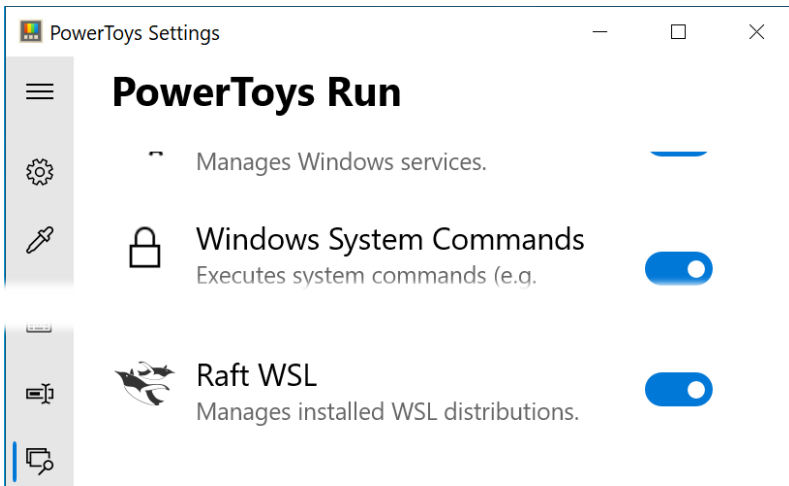 PowerToys Settings
PowerToys Run
Manages Windows services.
Windows System Commands
Executes system commands (e.g.
Raft WSL
Manages installed WSL distributions.